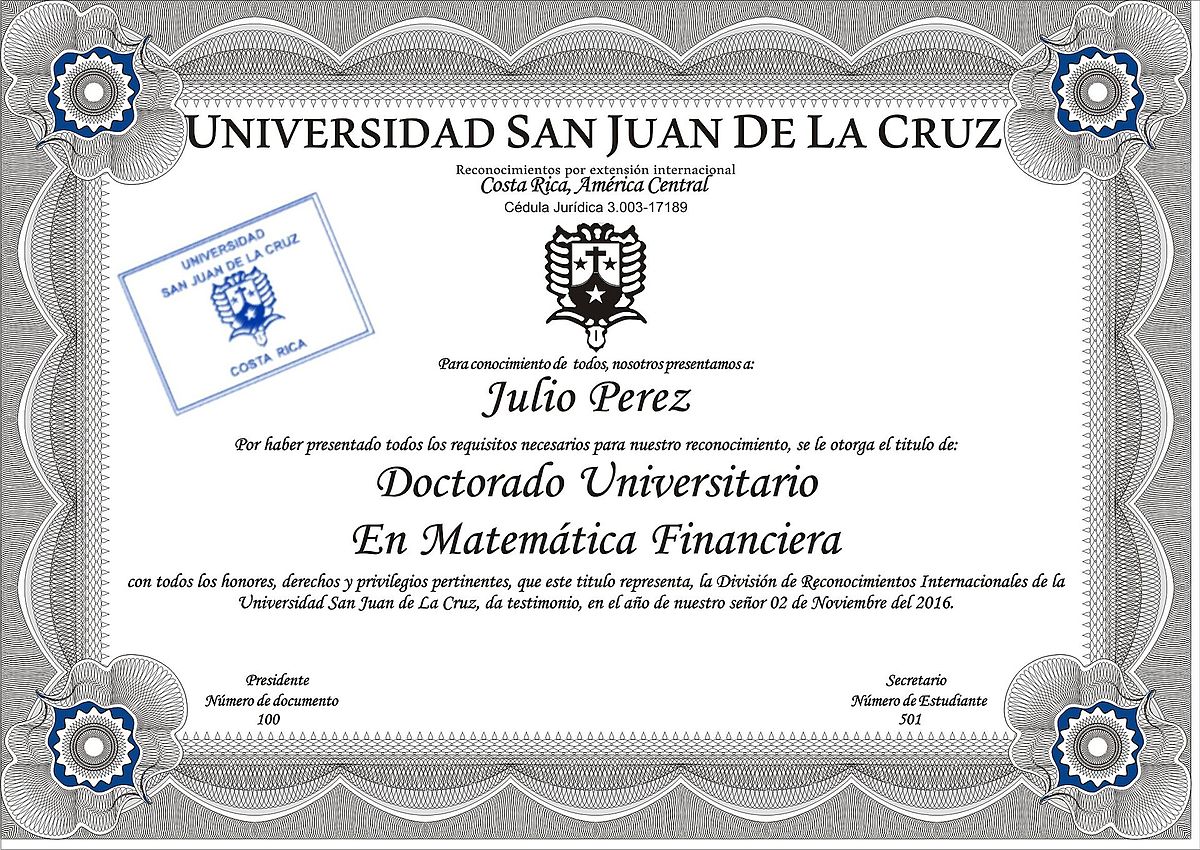 UNIVERSIDAD SAN JUAN DE LA CRUZ
Reconocimientos por extensión internacional
Costa Rica, América Central
Cédula Jurídica 3.003-17189
UNIVERSIDAD
SAN JUAN DE LA CRUZ
COSTA RICA
Para conocimiento de todos, nosotros presentamos a:
Julio Perez
Por haber presentado todos los requisitos necesarios para nuestro reconocimiento, se le otorga el titulo de:
Doctorado Universitario
En Matemática Financiera
con todos los honores, derechos y privilegios pertinentes, que este titulo representa, la División de Reconocimientos Internacionales de la
Universidad San Juan de La Cruz, da testimonio, en el año de nuestro señor 02 de Noviembre del 2016.
Presidente
Número de documento
100
Secretario
Número de Estudiante
501